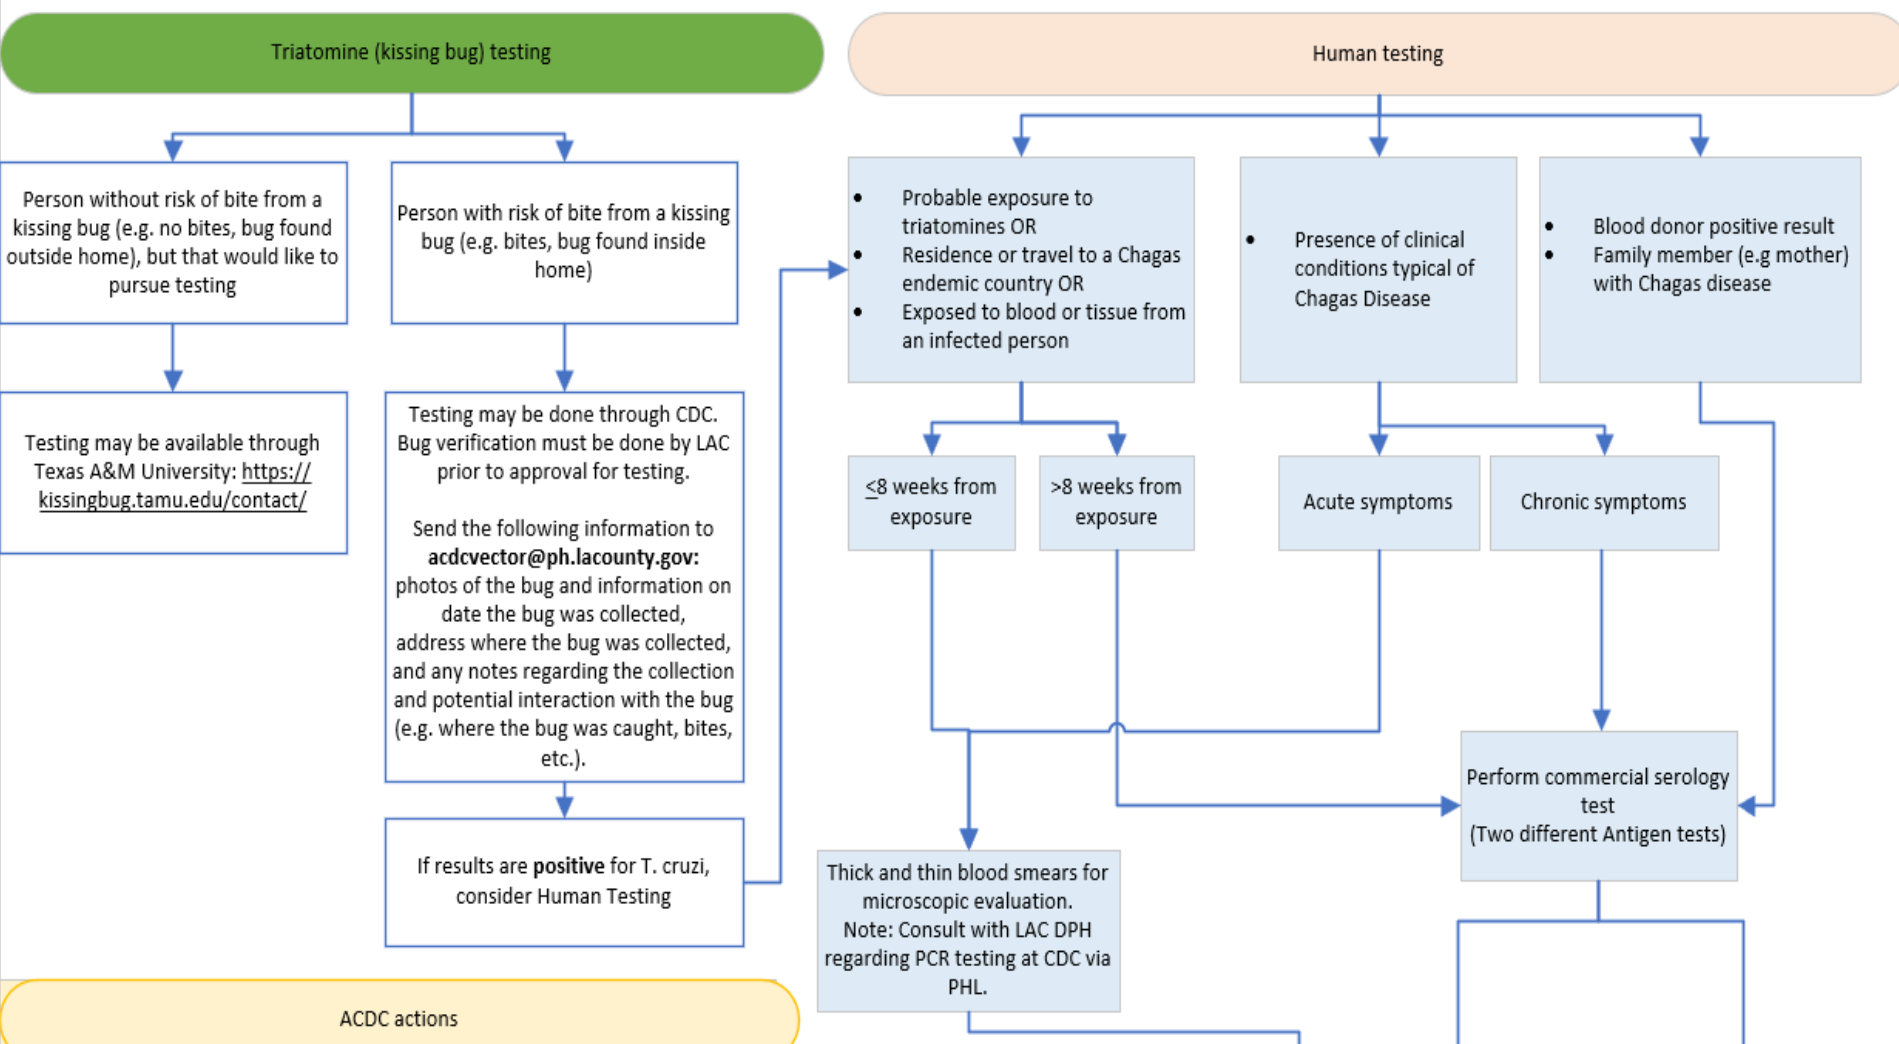 Triatomine (kissing bug) testing
Human testing
Person without risk of bite from a
kissing bug (e.g. no bites, bug found
outside home), but that would like to
pursue testing
Person with risk of bite from a kissing
bug (e.g. bites, bug found inside
home)
• Probable exposure to
triatomines OR
• Residence or travel to a Chagas
endemic country OR
• Exposed to blood or tissue from
an infected person
• Presence of clinical
conditions typical of
Chagas Disease
• Blood donor positive result
• Family member (e.g mother)
with Chagas disease
Testing may be available through
Texas A&M University: https://
kissingbug.tamu.edu/contact/
Testing may be done through CDC.
Bug verification must be done by LAC
prior to approval for testing.
Send the following information to
acdcvector@ph.lacounty.gov:
photos of the bug and information on
date the bug was collected,
address where the bug was collected,
and any notes regarding the collection
and potential interaction with the bug
(e.g. where the bug was caught, bites,
etc.).
≤8 weeks from
exposure
>8 weeks from
exposure
Acute symptoms
Chronic symptoms
Perform commercial serology
test
(Two different Antigen tests)
If results are positive for T. cruzi,
consider Human Testing
Thick and thin blood smears for
microscopic evaluation.
Note: Consult with LAC DPH
regarding PCR testing at CDC via
PHL.
ACDC actions